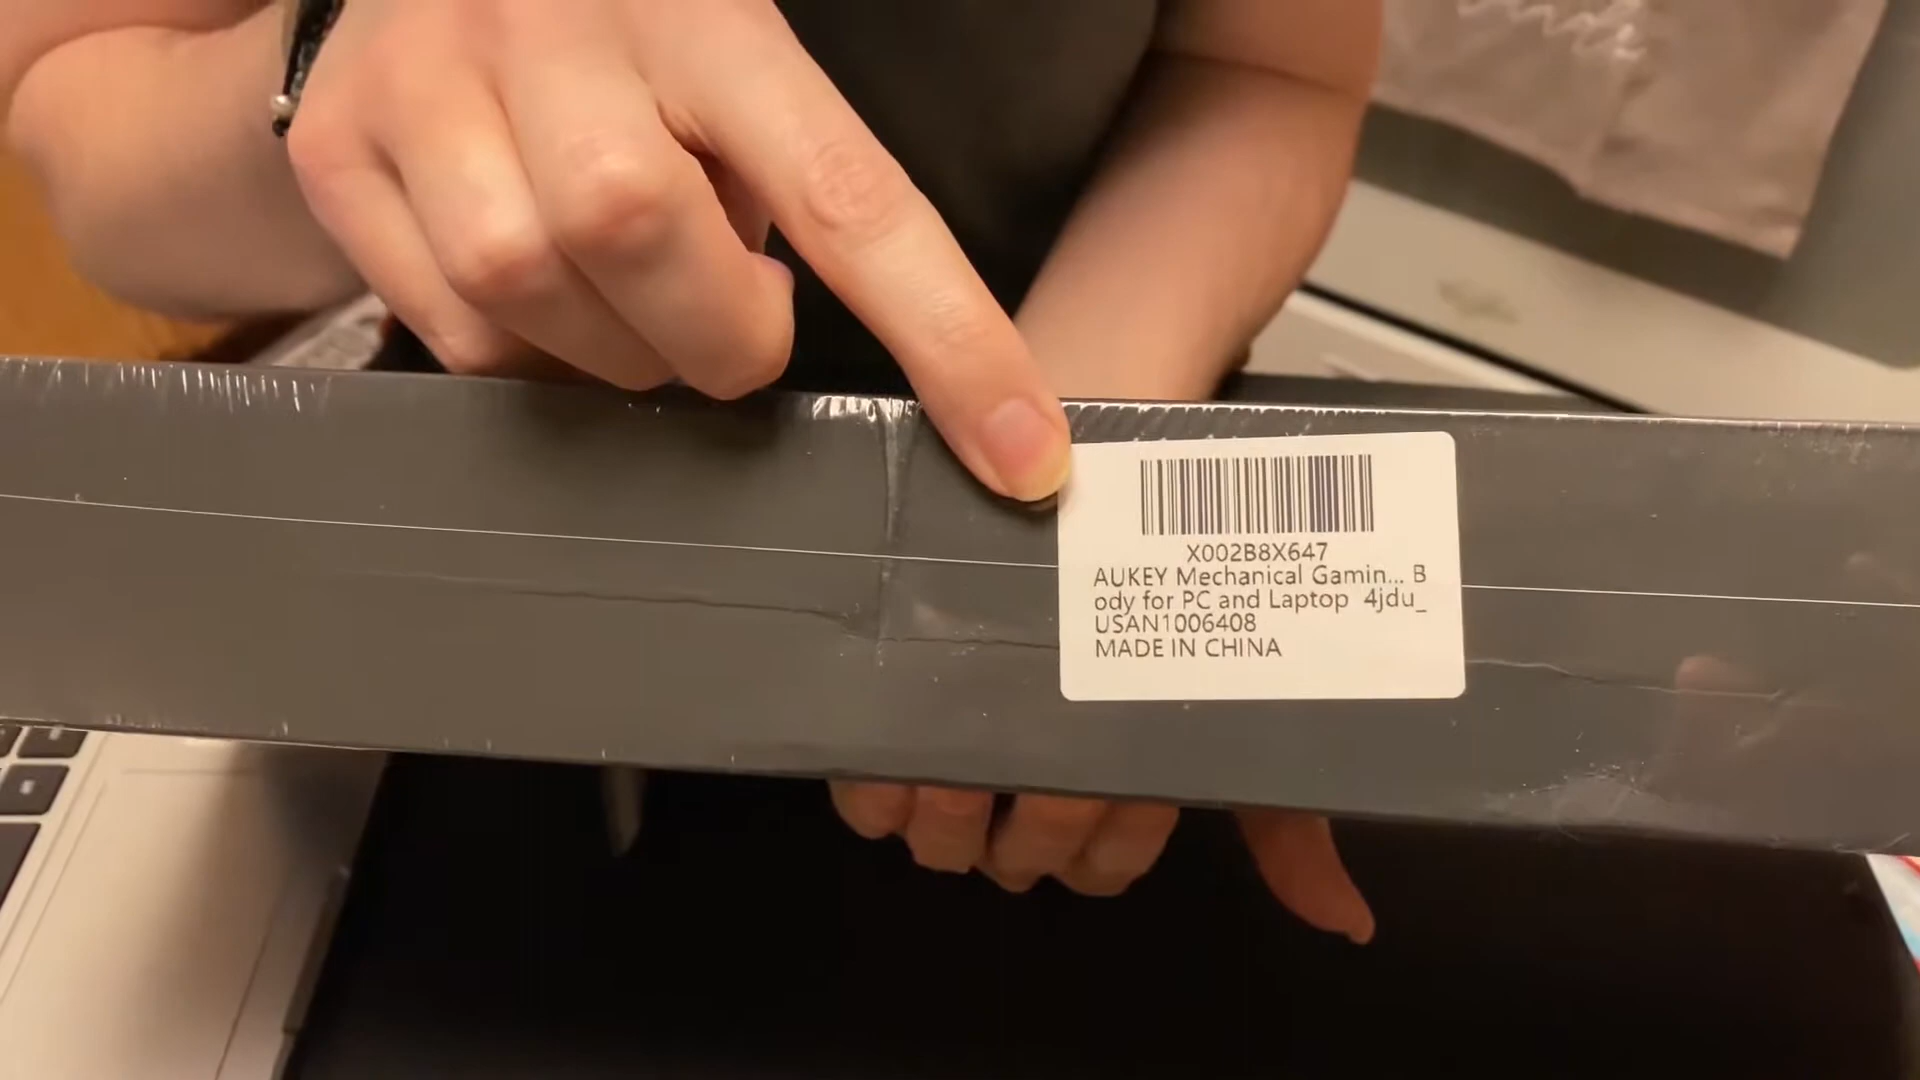 X002B8X647
AUKEY Mechanical Gamin... B
ody for PC and Laptop 4jdu_
USAN1006408
MADE IN CHINA